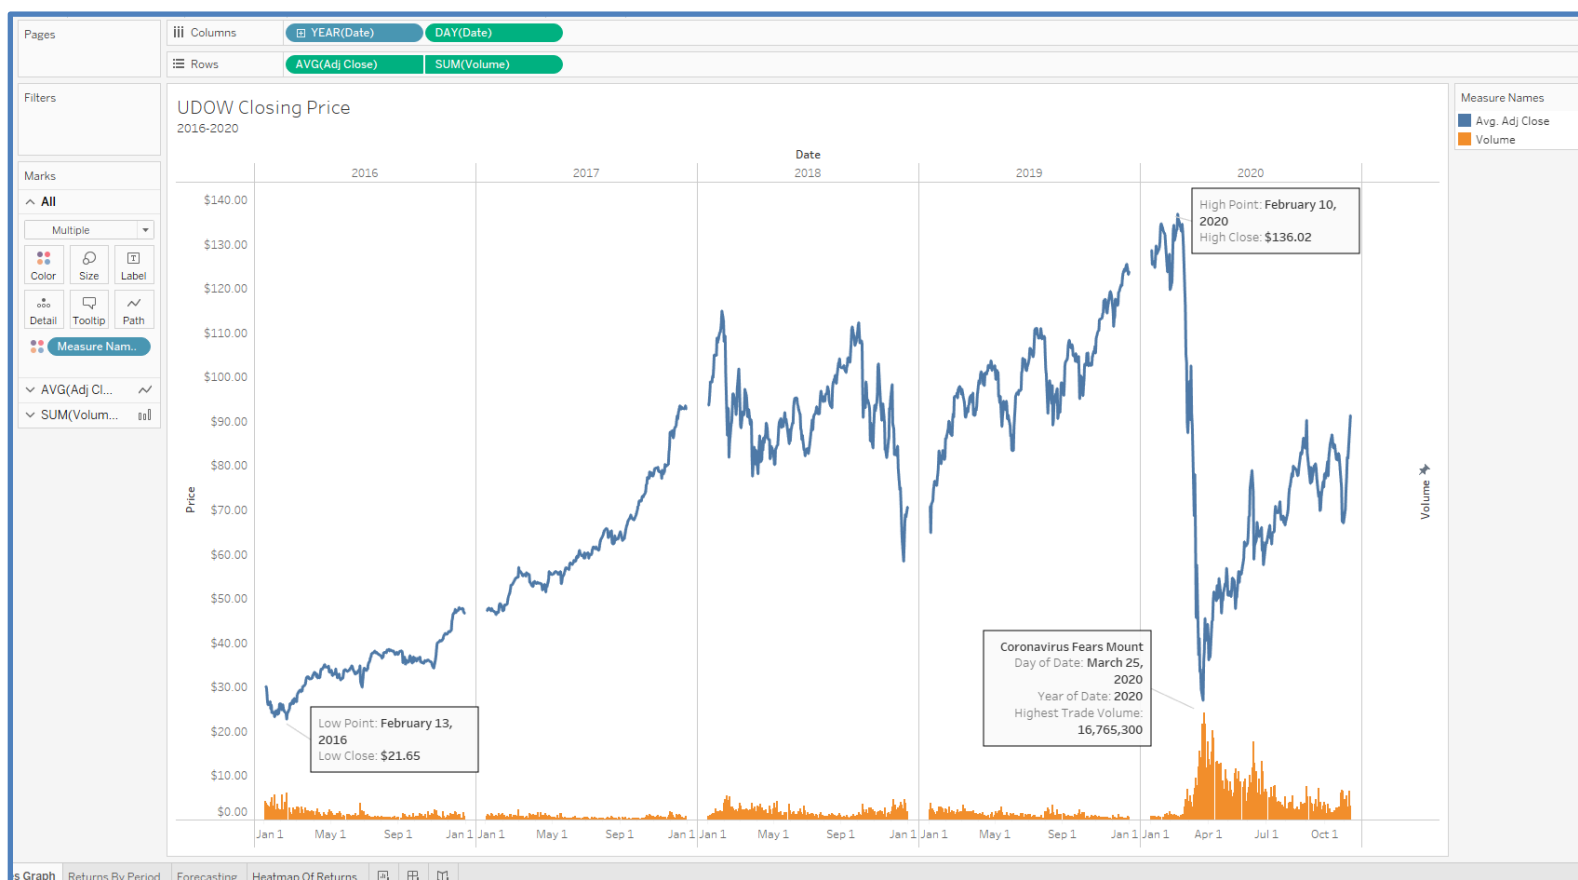 Pages
Columns
YEAR(Date)
DAY(Date)
Rows
AVG(Adj Close)
SUM(Volume)
Filters
Marks
All
Multiple
Color
Size
Label
Detail
Tooltip
Path
Measure Nam..
AVG(Adj Cl...
SUM(Volum...
UDOW Closing Price
2016-2020
Date
2016
2017
2018
2019
2020
$140.00
$130.00
$120.00
$110.00
$100.00
$90.00
$80.00
$70.00
$60.00
$50.00
$40.00
$30.00
$20.00
$10.00
$0.00
Price
High Point: February 10,
2020
High Close: $136.02
Low Point: February 13,
2016
Low Close: $21.65
Coronavirus Fears Mount
Day of Date: March 25,
2020
Year of Date: 2020
Highest Trade Volume:
16,765,300
Volume
Jan 1
May 1
Sep 1
Jan 1
Jan 1
May 1
Sep 1
Jan 1
Jan 1
May 1
Sep 1
Jan 1
Jan 1
May 1
Sep 1
Jan 1
Jan 1
Apr 1
Jul 1
Oct 1
Measure Names
Avg. Adj Close
Volume
s Graph
Returns By Period
Forecasting
Heatmap Of Returns